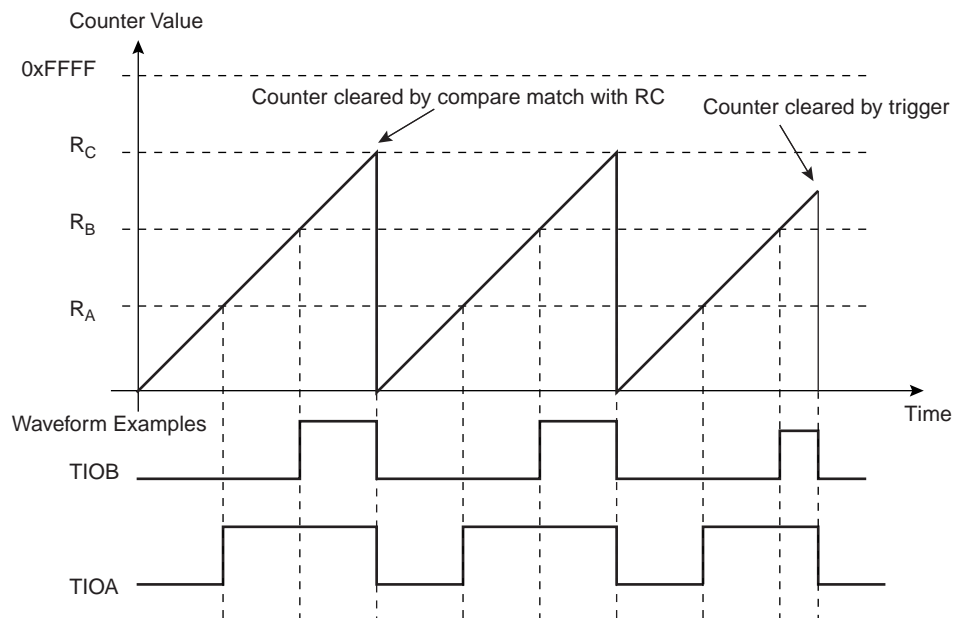 Counter Value
0xFFFF
Counter cleared by compare match with RC
Counter cleared by trigger
RC
RB
RA
Time
Waveform Examples
TIOB
TIOA